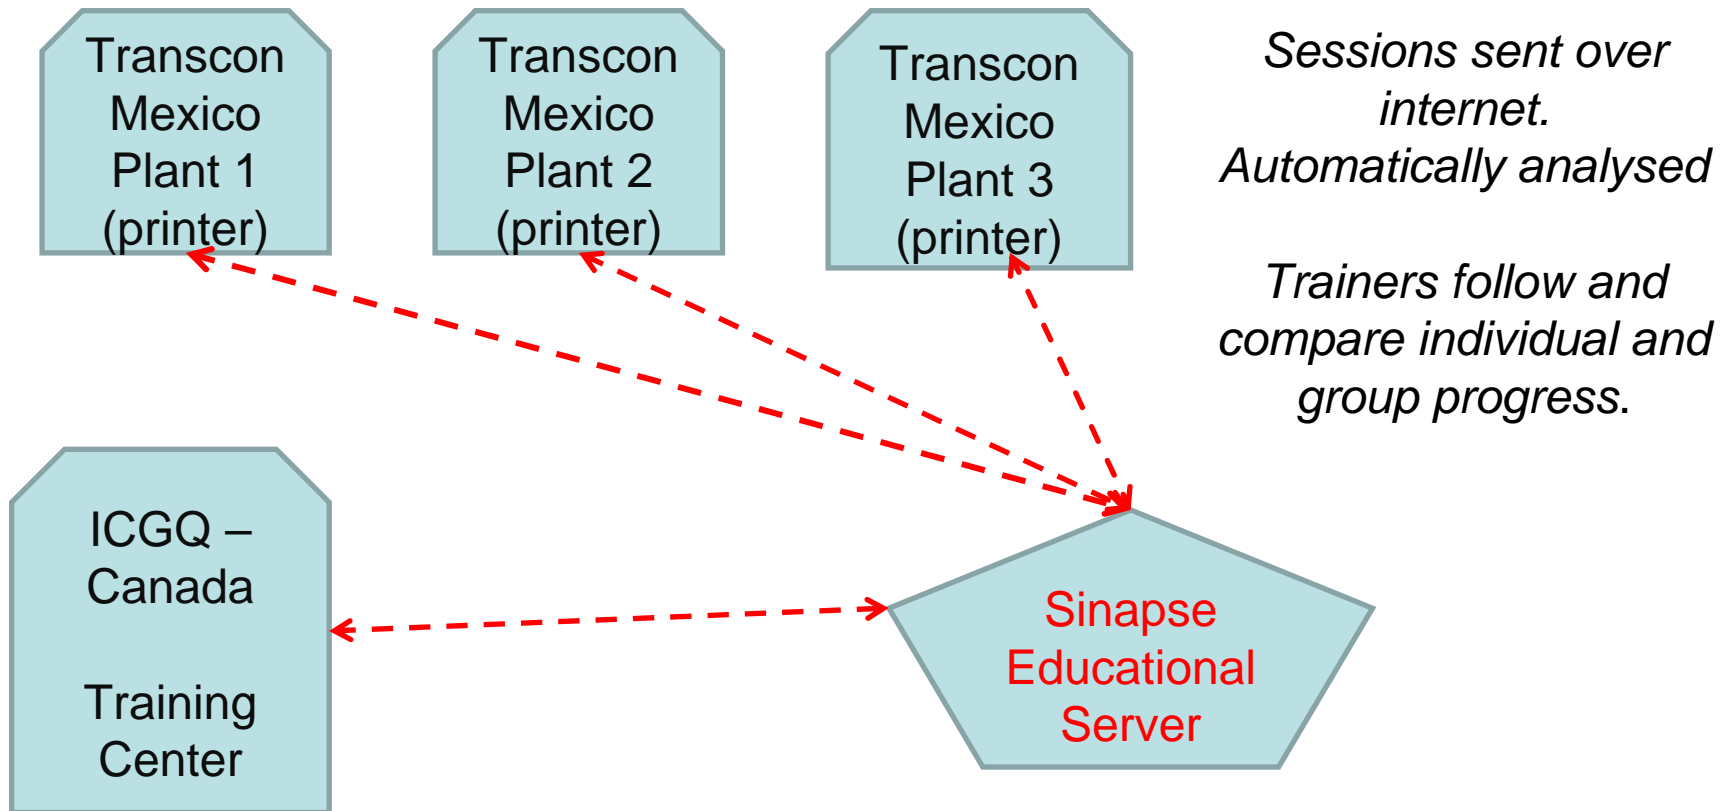 Transcon
Mexico
Plant 1
(printer)
Transcon
Mexico
Plant 2
(printer)
Transcon
Mexico
Plant 3
(printer)
Sessions sent over
internet.
Automatically analysed
Trainers follow and
compare individual and
group progress.
ICGQ –
Canada
Training
Center
Sinapse
Educational
Server